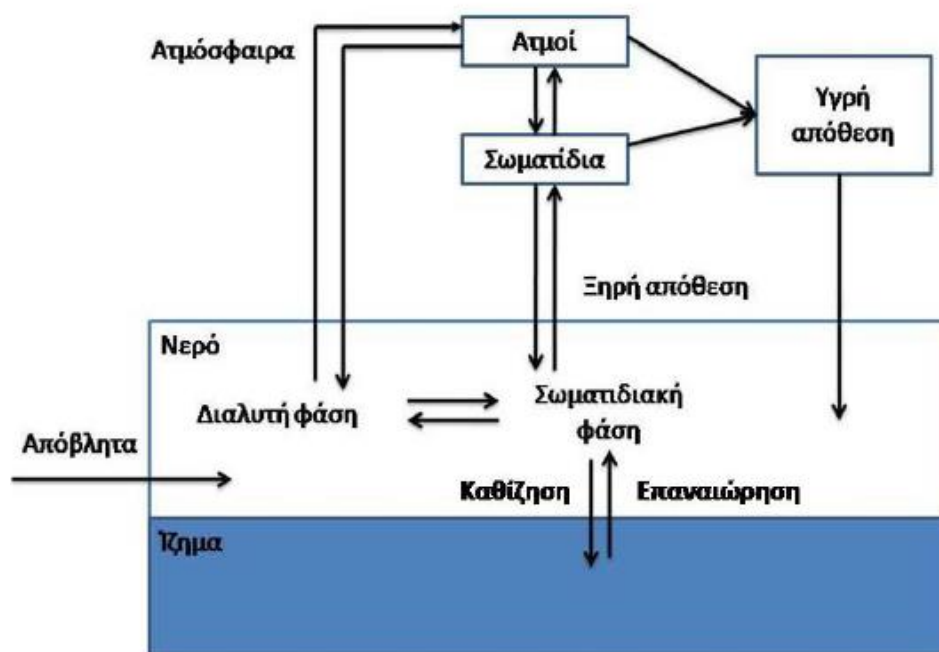 Ατμόσφαιρα
Ατμοί
Υγρή
απόθεση
Σωματίδια
Ξηρή απόθεση
Νερό
Διαλυτή φάση
Σωματιδιακή
φάση
Απόβλητα
Καθίζηση
Επαναιώρηση
Ίζημα